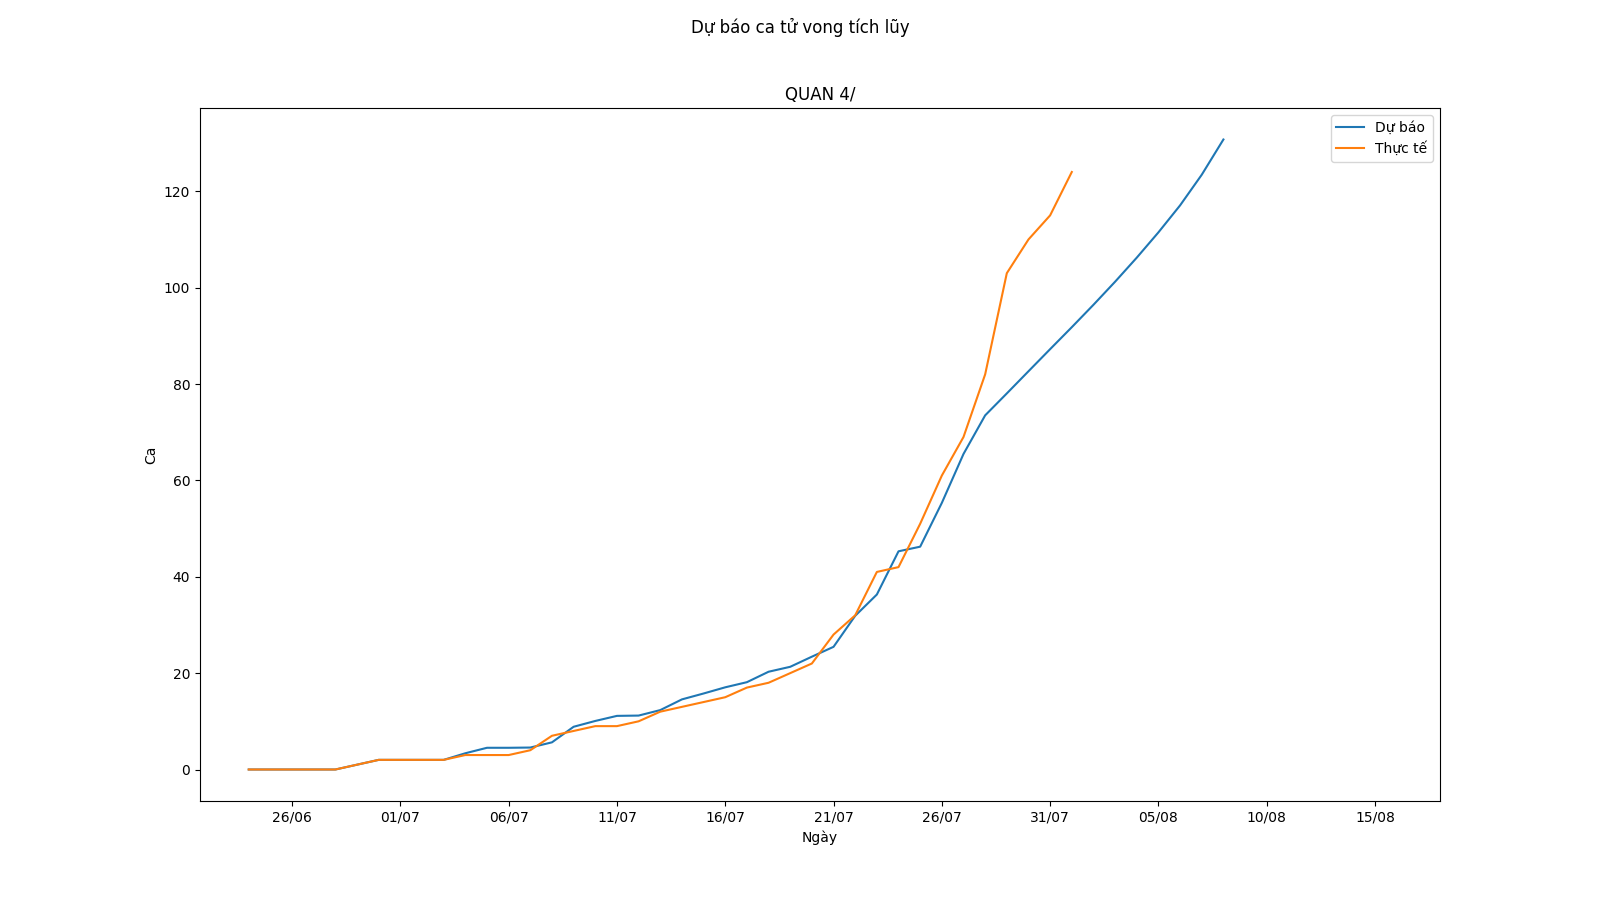 Dự báo ca tử vong tích lũy
QUAN 4/
Dự báo
Thực tế
120
100
80
60
40
20
0
Ca
26/06 01/07 06/07 11/07 16/07 21/07 26/07 31/07 05/08 10/08 15/08
Ngày